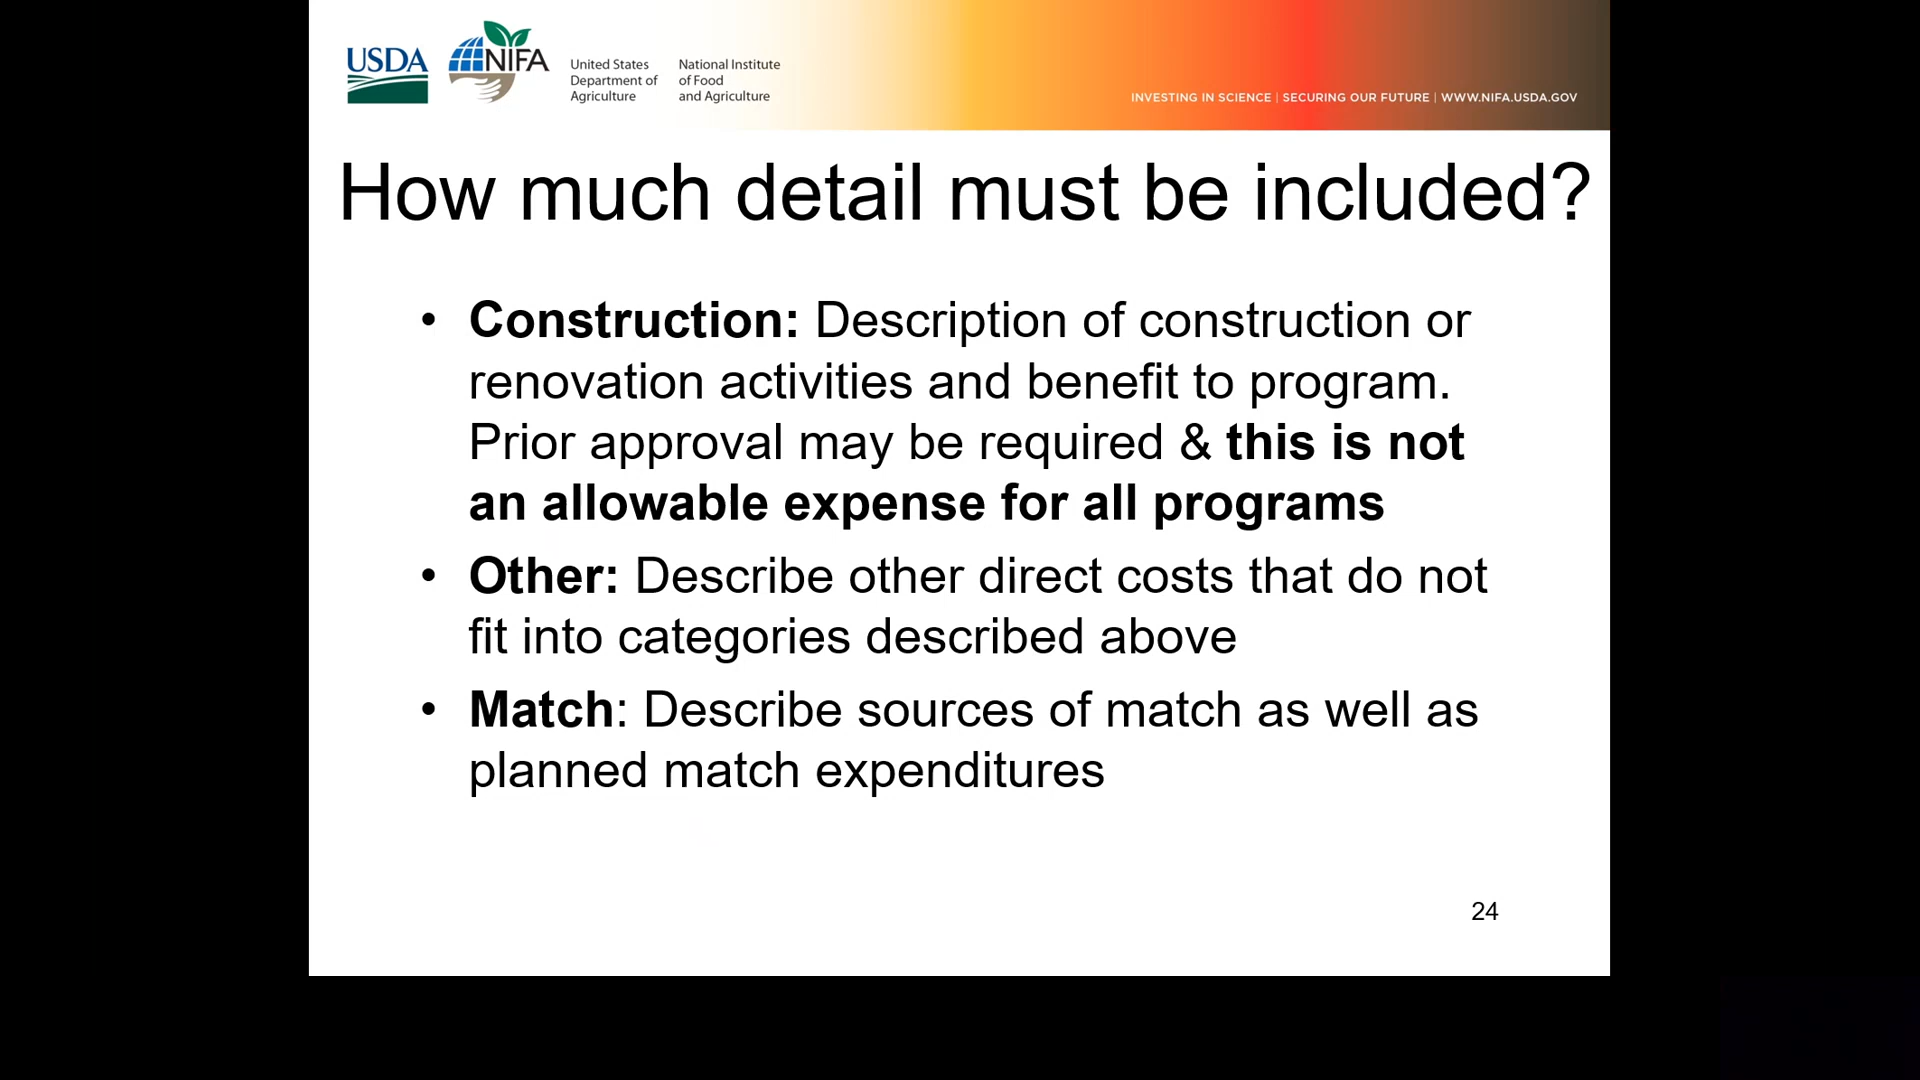 USDA
NIFA
United States
Department of
Agriculture
National Institute
of Food
and Agriculture
INVESTING IN SCIENCE | SECURING OUR FUTURE | WWW.NIFA.USDA.GOV
How much detail must be included?
• Construction: Description of construction or
renovation activities and benefit to program.
Prior approval may be required & this is not
an allowable expense for all programs
• Other: Describe other direct costs that do not
fit into categories described above
• Match: Describe sources of match as well as
planned match expenditures
24